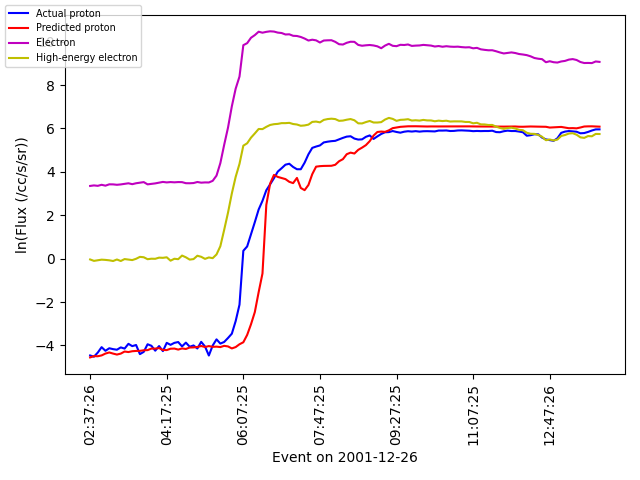 Actual proton
Predicted proton
Electron
High-energy electron
8
6
4
2
0
−2
−4
ln(Flux (/cc/s/sr))
02:37:26
04:17:25
06:07:25
07:47:25
09:27:25
11:07:25
12:47:26
Event on 2001-12-26